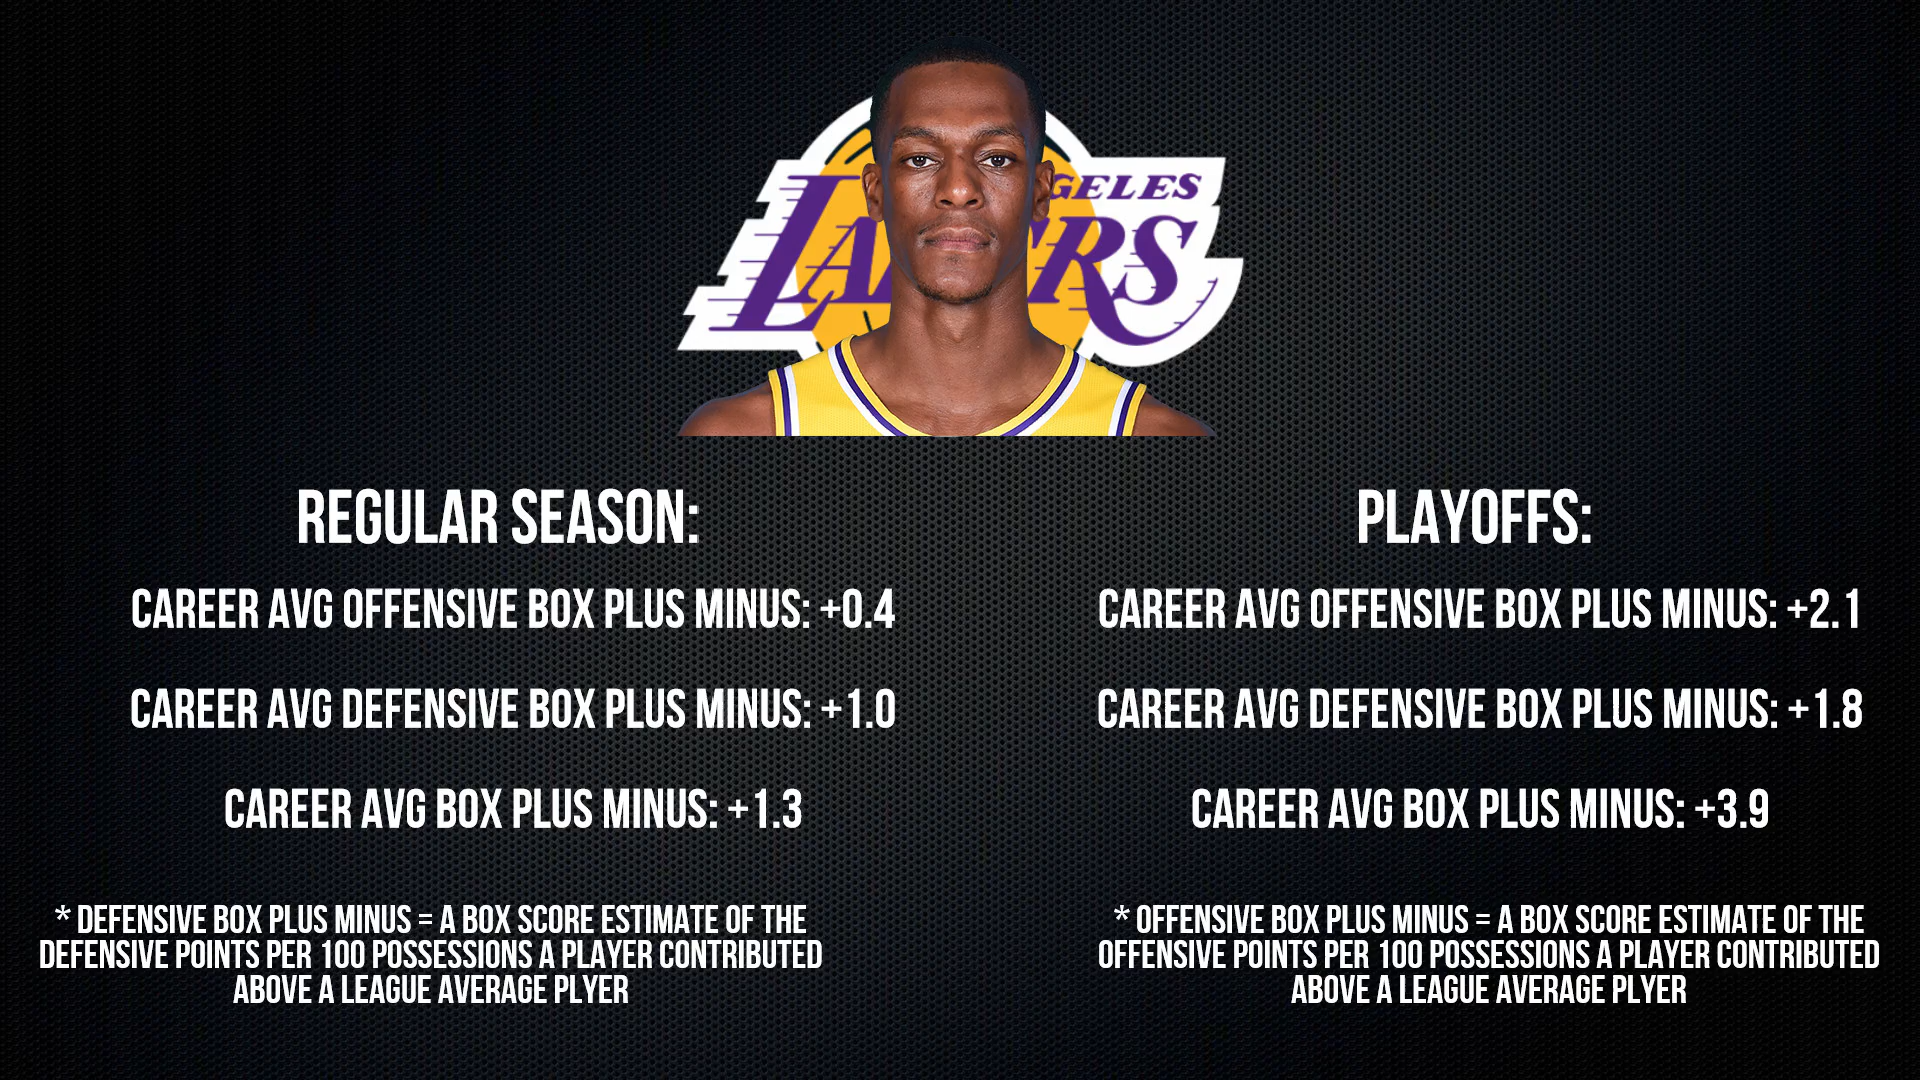 GELES
LA RS
REGULAR SEASON:
CAREER AVG OFFENSIVE BOX PLUS MINUS: +0.4
CAREER AVG DEFENSIVE BOX PLUS MINUS: +1.0
CAREER AVG BOX PLUS MINUS: +1.3
* DEFENSIVE BOX PLUS MINUS = A BOX SCORE ESTIMATE OF THE
DEFENSIVE POINTS PER 100 POSSESSIONS A PLAYER CONTRIBUTED
ABOVE A LEAGUE AVERAGE PLYER
PLAYOFFS:
CAREER AVG OFFENSIVE BOX PLUS MINUS: +2.1
CAREER AVG DEFENSIVE BOX PLUS MINUS: +1.8
CAREER AVG BOX PLUS MINUS: +3.9
* OFFENSIVE BOX PLUS MINUS = A BOX SCORE ESTIMATE OF THE
OFFENSIVE POINTS PER 100 POSSESSIONS A PLAYER CONTRIBUTED
ABOVE A LEAGUE AVERAGE PLYER